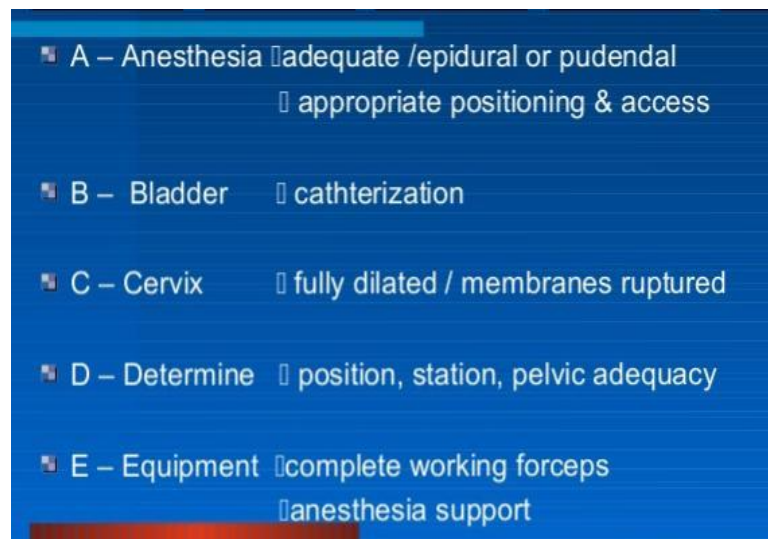 A – Anesthesia ▯adequate /epidural or pudendal
▯ appropriate positioning & access
B – Bladder ▯ cathterization
C – Cervix ▯ fully dilated / membranes ruptured
D – Determine ▯ position, station, pelvic adequacy
E – Equipment ▯complete working forceps
▯anesthesia support